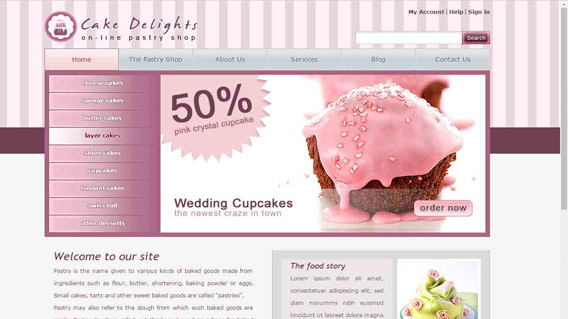 My Account | Help | Sign in
Cake Delights
on-line pastry shop
Search
Home
The Pastry Shop
About Us
Services
Blog
Contact Us
cheese cakes
sponge cakes
butter cakes
layer cakes
sheet cakes
cupcakes
fondant cakes
swiss roll
other desserts
50%
pink crystal cupcake
Wedding Cupcakes
the newest craze in town
order now
Welcome to our site
Pastry is the name given to various kinds of baked goods made from
ingredients such as flour, butter, shortening, baking powder or eggs.
Small cakes, tarts and other sweet baked goods are called "pastries".
Pastry may also refer to the dough from which such baked goods are
The food story
Lorem ipsum dolor sit amet,
consectetuer adipiscing elit, sed
diam nonummy nibh euismod
tincidunt ut laoreet dolore magna